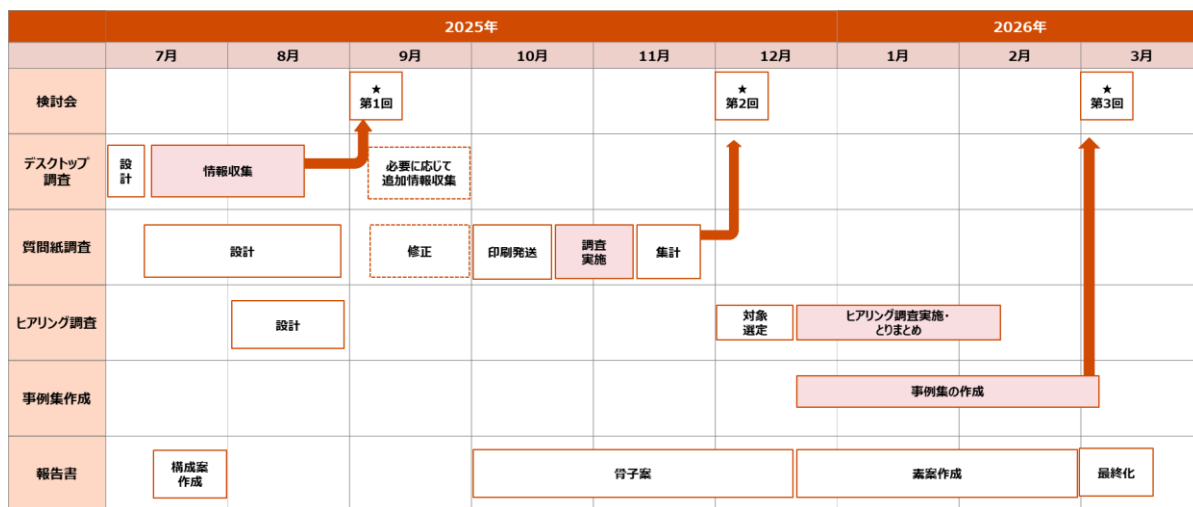 2025年
2026年
7月
8月
9月
10月
11月
12月
1月
2月
3月
検討会
★
第1回
★
第2回
★
第3回
デスクトップ
調査
設
計
情報収集
必要に応じて
追加情報収集
質問紙調査
設計
修正
印刷発送
調査
実施
集計
ヒアリング調査
設計
対象
選定
ヒアリング調査実施・
とりまとめ
事例集作成
事例集の作成
報告書
構成案
作成
骨子案
素案作成
最終化